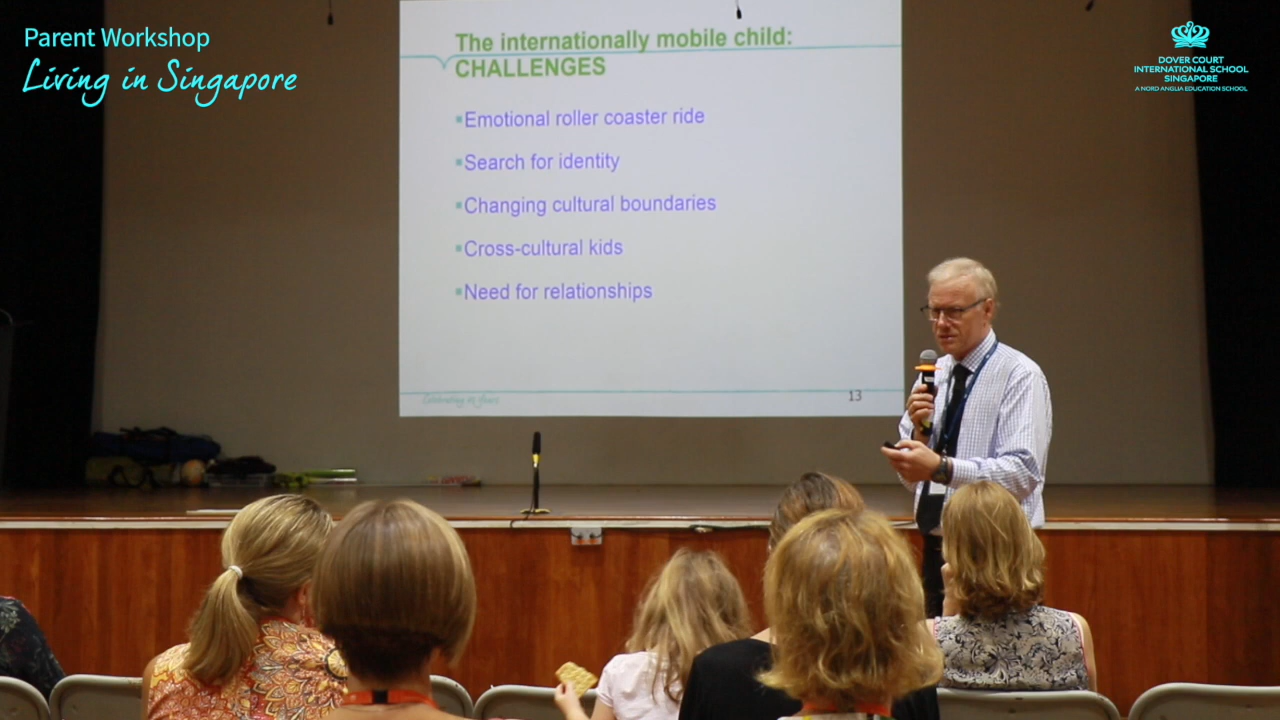 Parent Workshop
Living in Singapore
DOVER COURT
INTERNATIONAL SCHOOL
SINGAPORE
A NORD ANGLIA EDUCATION SCHOOL
The internationally mobile child:
CHALLENGES
Emotional roller coaster ride
Search for identity
Changing cultural boundaries
Cross-cultural kids
Need for relationships
13